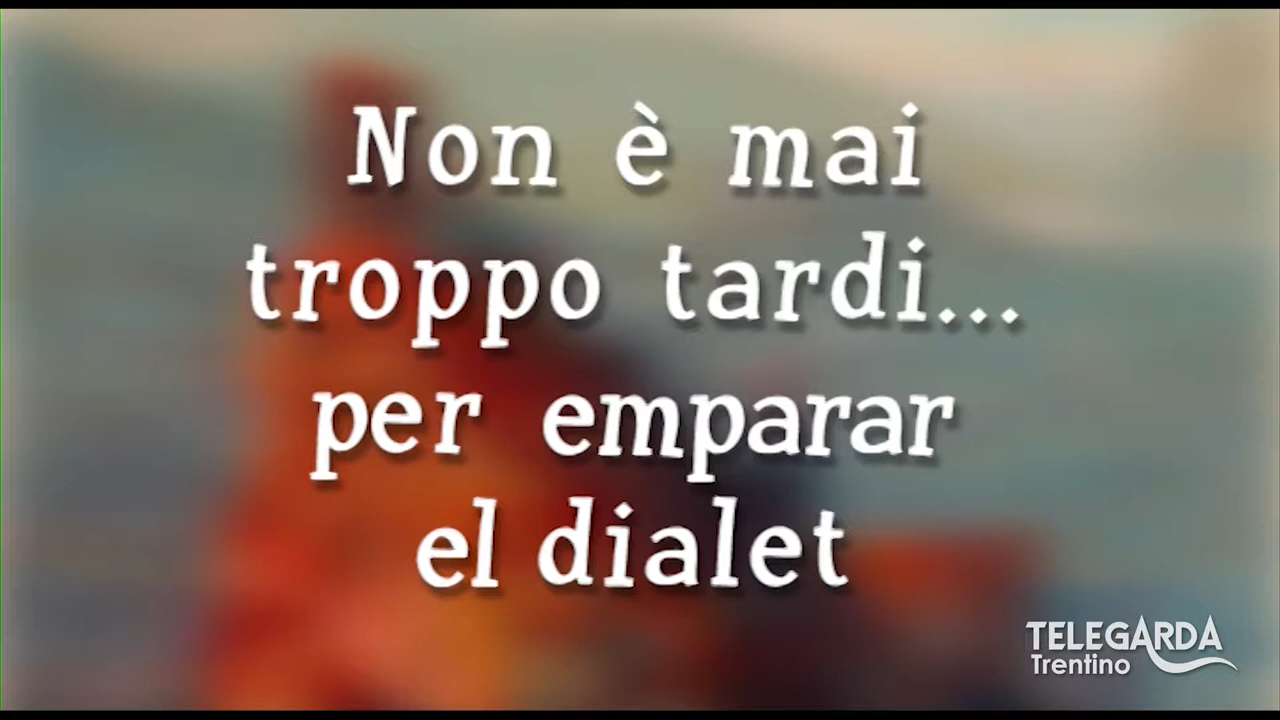 Non è mai
troppo tardi...
per emparar
el dialet
TELEGARDA
Trentino